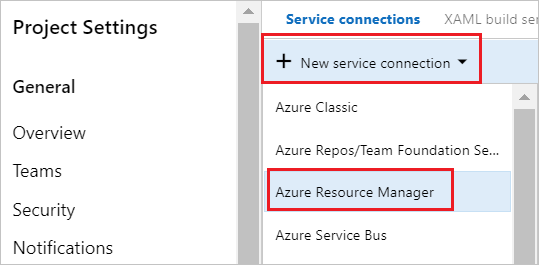 Project Settings
General
Overview
Teams
Security
Notifications
Service connections XAML build se
+ New service connection
Azure Classic
Azure Repos/Team Foundation Se...
Azure Resource Manager
Azure Service Bus